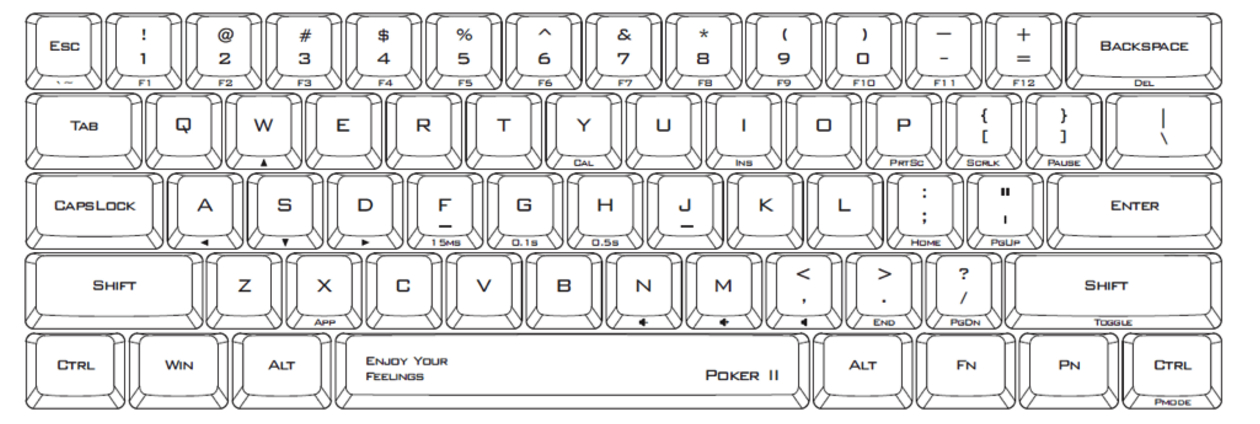 Esc ! 1 @ 2 # 3 $ 4 % 5 ^ 6 & 7 * 8 ( 9 ) 0 — - + = Backspace
` ~ F1 F2 F3 F4 F5 F6 F7 F8 F9 F10 F11 F12 Del
Tab Q W E R T Y U I O P { [ } ] | \
▲ Cal Ins PrtSc ScrLk Pause
CapsLock A S D F G H J K L : ; " ' Enter
◄ ▼ ► 15ms 0.1s 0.5s Home PgUp
Shift Z X C V B N M < , > . ? / Shift
App End PgDn Toggle
Ctrl Win Alt Enjoy Your Feelings Poker II Alt Fn Pn Ctrl
Pmode